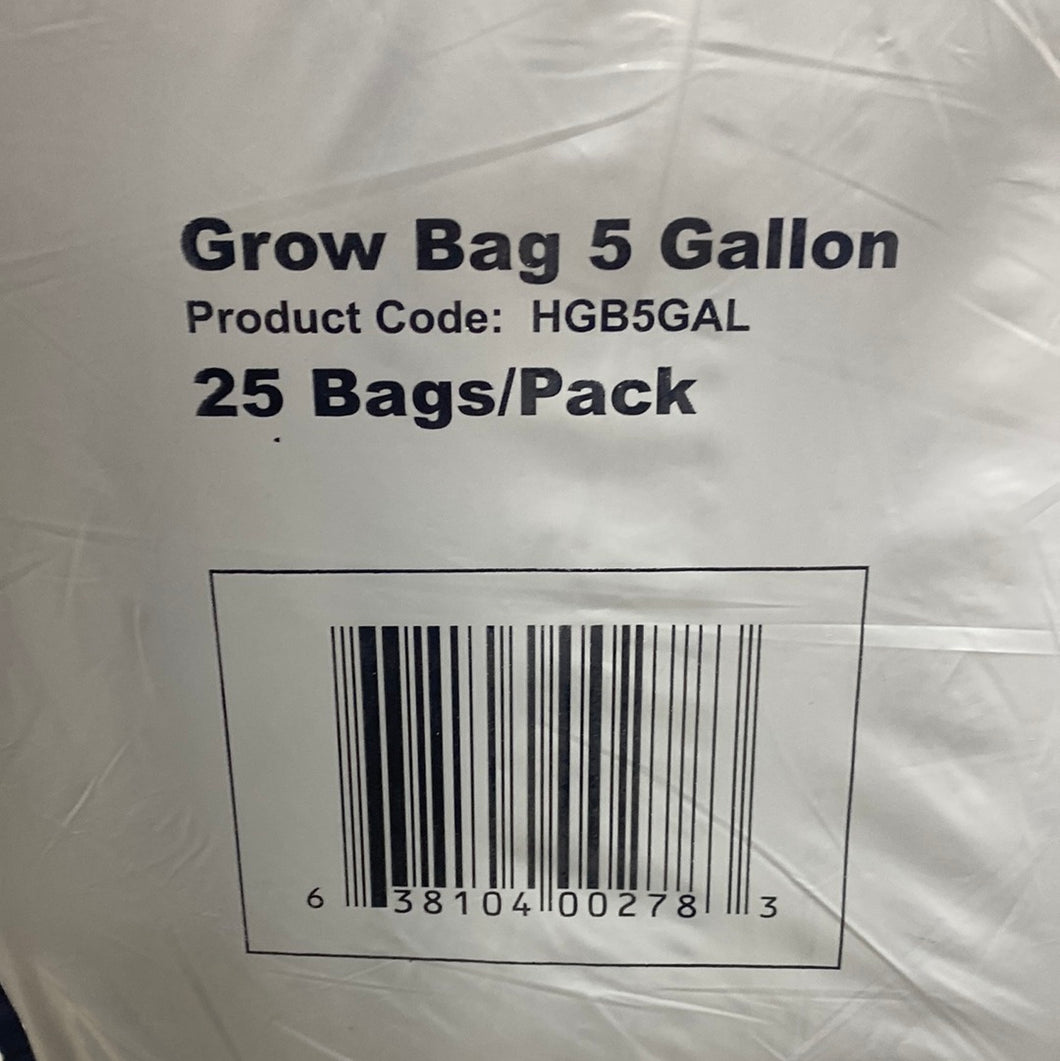 Grow Bag 5 Gallon
Product Code: HGB5GAL
25 Bags/Pack
6 38104 00278 3